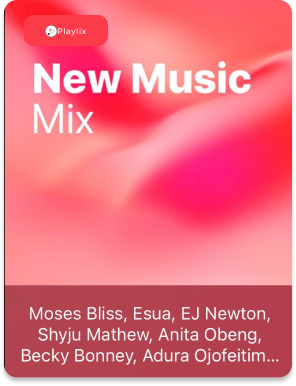 Playlix
New Music
Mix
Moses Bliss, Esua, EJ Newton,
Shyju Mathew, Anita Obeng,
Becky Bonney, Adura Ojofeitim...